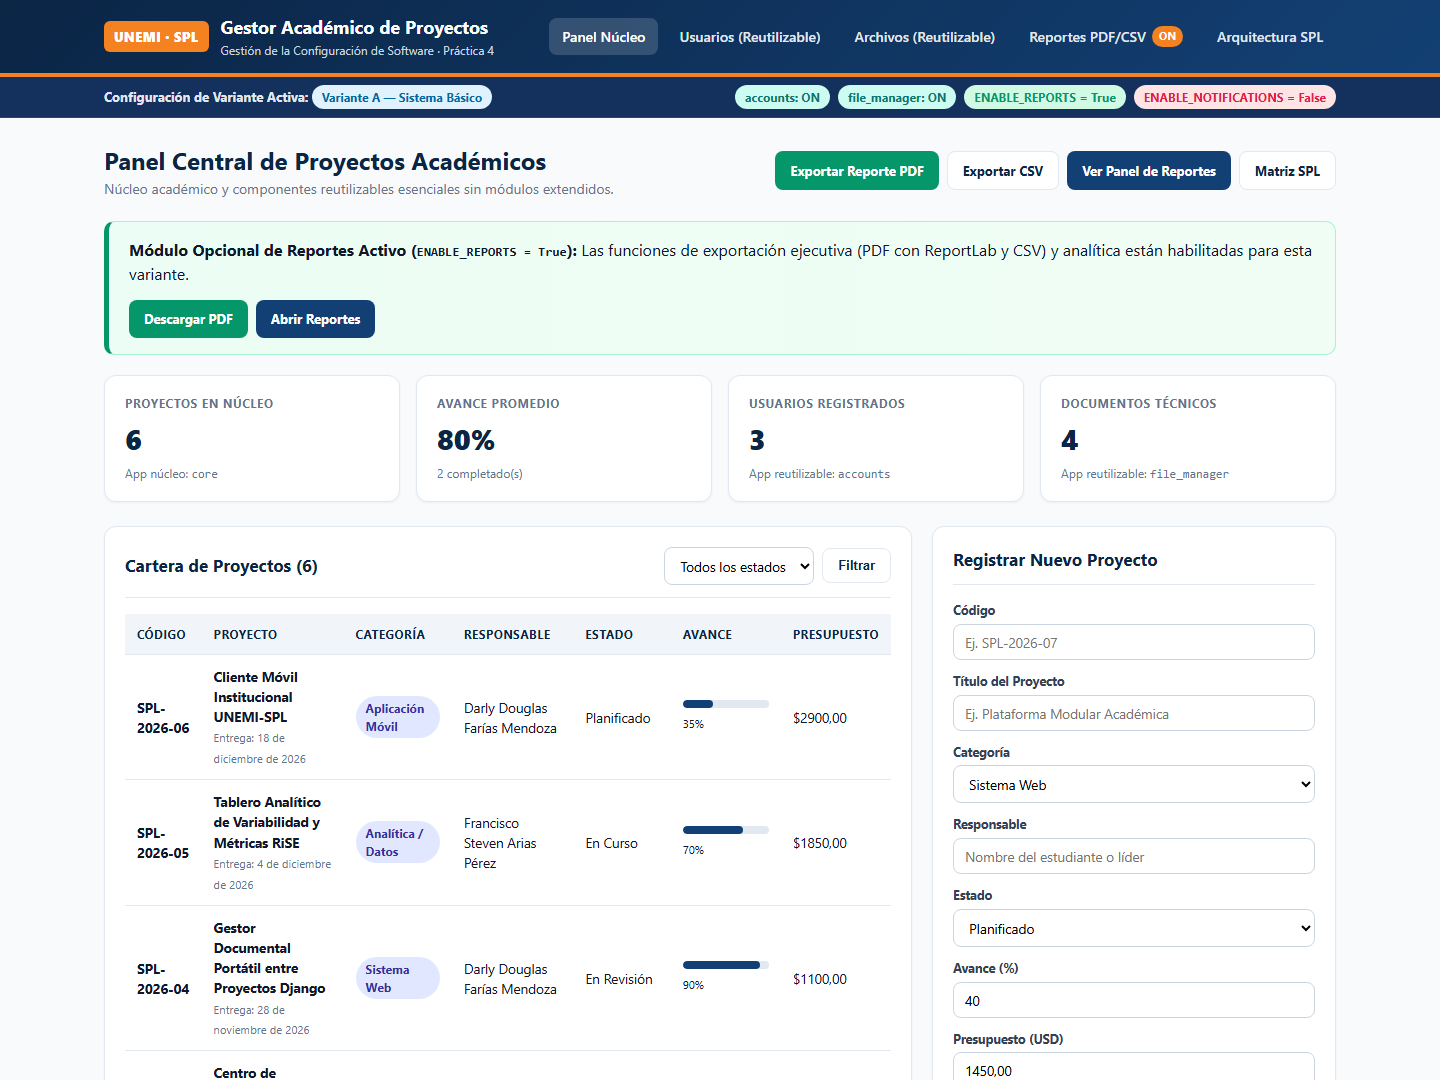 UNEMI · SPL
Gestor Académico de Proyectos
Gestión de la Configuración de Software · Práctica 4
Panel Núcleo
Usuarios (Reutilizable)
Archivos (Reutilizable)
Reportes PDF/CSV ON
Arquitectura SPL
Configuración de Variante Activa: Variante A — Sistema Básico
accounts: ON
file_manager: ON
ENABLE_REPORTS = True
ENABLE_NOTIFICATIONS = False
Panel Central de Proyectos Académicos
Núcleo académico y componentes reutilizables esenciales sin módulos extendidos.
Exportar Reporte PDF
Exportar CSV
Ver Panel de Reportes
Matriz SPL
Módulo Opcional de Reportes Activo (ENABLE_REPORTS = True): Las funciones de exportación ejecutiva (PDF con ReportLab y CSV) y analítica están habilitadas para esta
variante.
Descargar PDF
Abrir Reportes
PROYECTOS EN NÚCLEO
6
App núcleo: core
AVANCE PROMEDIO
80%
2 completado(s)
USUARIOS REGISTRADOS
3
App reutilizable: accounts
DOCUMENTOS TÉCNICOS
4
App reutilizable: file_manager
Cartera de Proyectos (6)
Todos los estados
Filtrar
CÓDIGO PROYECTO CATEGORÍA RESPONSABLE ESTADO AVANCE PRESUPUESTO
SPL-
2026-06
Cliente Móvil
Institucional
UNEMI-SPL
Entrega: 18 de
diciembre de 2026
Aplicación
Móvil
Darly Douglas
Farías Mendoza
Planificado
35%
$2900,00
SPL-
2026-05
Tablero Analítico
de Variabilidad y
Métricas RiSE
Entrega: 4 de diciembre
de 2026
Analítica /
Datos
Francisco
Steven Arias
Pérez
En Curso
70%
$1850,00
SPL-
2026-04
Gestor
Documental
Portátil entre
Proyectos Django
Entrega: 28 de
noviembre de 2026
Sistema
Web
Darly Douglas
Farías Mendoza
En Revisión
90%
$1100,00
Centro de
Registrar Nuevo Proyecto
Código
Ej. SPL-2026-07
Título del Proyecto
Ej. Plataforma Modular Académica
Categoría
Sistema Web
Responsable
Nombre del estudiante o líder
Estado
Planificado
Avance (%)
40
Presupuesto (USD)
1450,00